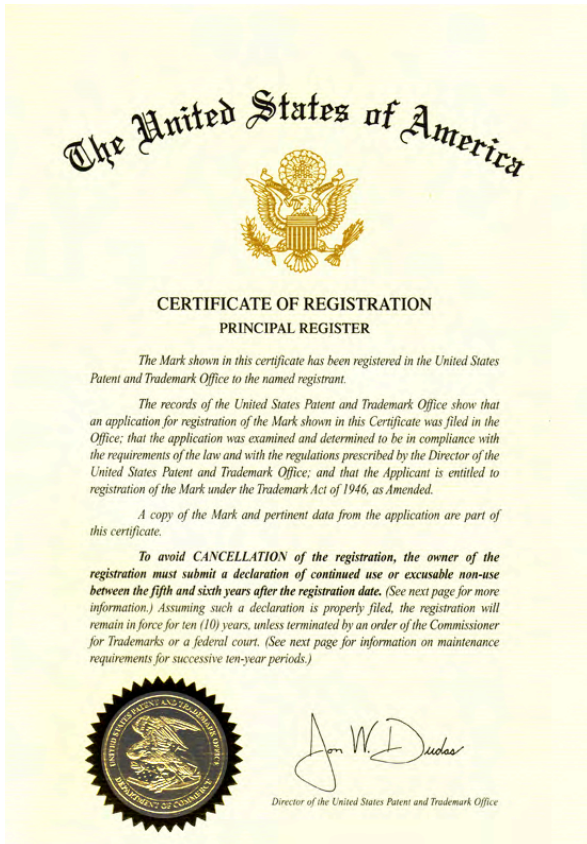 The United States of America
CERTIFICATE OF REGISTRATION
PRINCIPAL REGISTER
The Mark shown in this certificate has been registered in the United States
Patent and Trademark Office to the named registrant.
The records of the United States Patent and Trademark Office show that
an application for registration of the Mark shown in this Certificate was filed in the
Office; that the application was examined and determined to be in compliance with
the requirements of the law and with the regulations prescribed by the Director of the
United States Patent and Trademark Office; and that the Applicant is entitled to
registration of the Mark under the Trademark Act of 1946, as Amended.
A copy of the Mark and pertinent data from the application are part of
this certificate.
To avoid CANCELLATION of the registration, the owner of the
registration must submit a declaration of continued use or excusable non-use
between the fifth and sixth years after the registration date. (See next page for more
information.) Assuming such a declaration is properly filed, the registration will
remain in force for ten (10) years, unless terminated by an order of the Commissioner
for Trademarks or a federal court. (See next page for information on maintenance
requirements for successive ten-year periods.)
UNITED STATES PATENT AND TRADEMARK OFFICE
DEPARTMENT OF COMMERCE
Jon W. Dudas
Director of the United States Patent and Trademark Office